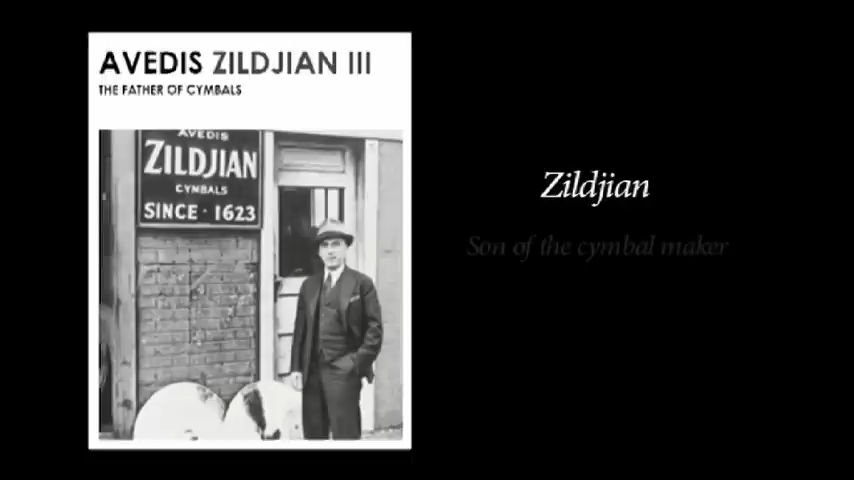 AVEDIS ZILDJIAN III
THE FATHER OF CYMBALS
AVEDIS
ZILDJIAN
CYMBALS
SINCE · 1623
Zildjian
Son of the cymbal maker